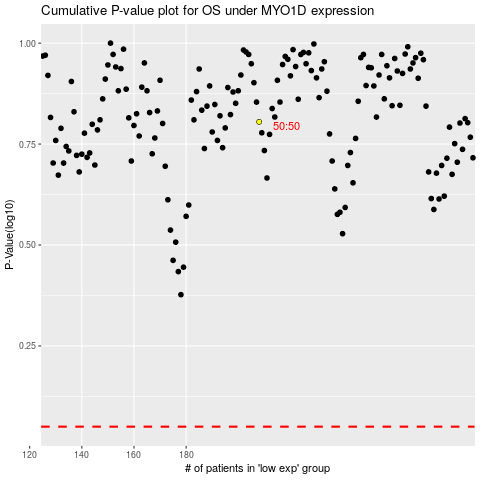 Cumulative P-value plot for OS under MYO1D expression
P-Value(log10)
1.00
0.75
0.50
0.25
50:50
120 140 160 180
# of patients in 'low exp' group